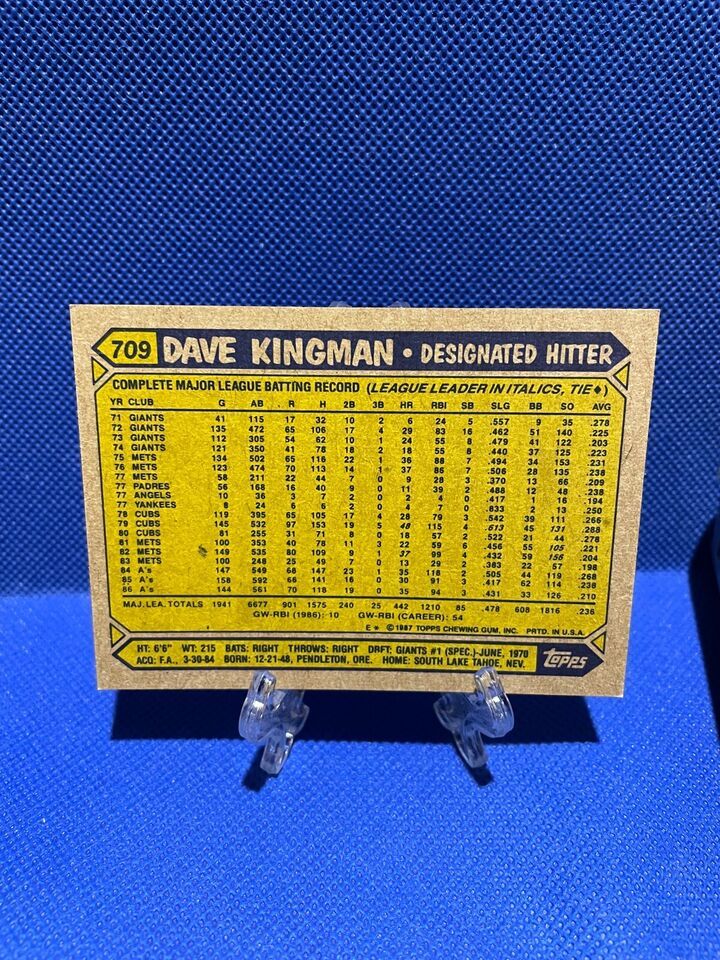 709 DAVE KINGMAN • DESIGNATED HITTER
COMPLETE MAJOR LEAGUE BATTING RECORD (LEAGUE LEADER IN ITALICS, TIE◆)
YR CLUB G AB R H 2B 3B HR RBI SB SLG BB SO AVG
71 GIANTS 41 115 17 32 10 2 6 24 5 .557 9 35 .278
72 GIANTS 135 472 65 106 17 4 29 83 16 .462 51 140 .225
73 GIANTS 112 305 54 62 10 1 24 55 8 .479 41 122 .203
74 GIANTS 121 350 41 78 18 2 18 55 8 .440 37 125 .223
75 METS 134 502 65 116 22 1 36 88 7 .494 34 153 .231
76 METS 123 474 70 113 14 1 37 86 7 .506 28 135 .238
77 METS 58 211 22 44 7 0 9 28 3 .370 13 66 .209
77 PADRES 56 168 16 40 9 0 11 39 2 .488 12 48 .238
77 ANGELS 10 36 3 7 2 0 2 4 0 .417 1 16 .194
77 YANKEES 8 24 6 2 0 4 7 0 .833 2 13 .250
78 CUBS 119 395 65 105 17 4 28 79 3 .542 39 111 .266
79 CUBS 145 532 97 153 19 5 48 115 4 .613 45 131 .288
80 CUBS 81 255 31 71 8 0 18 57 2 .522 21 44 .278
81 METS 100 353 40 78 11 3 22 59 6 .456 55 105 .221
82 METS 149 535 80 109 9 1 37 99 4 .432 59 156 .204
83 METS 100 248 25 49 7 0 13 29 2 .383 22 57 .198
84 A's 147 549 68 147 23 1 35 118 2 .505 44 119 .268
85 A's 158 592 66 141 16 0 30 91 3 .417 62 114 .238
86 A's 144 561 70 118 19 0 35 94 3 .431 33 126 .210
MAJ. LEA. TOTALS 1941 6677 901 1575 240 25 442 1210 85 .478 608 1816 .236
GW-RBI (1986): 10 GW-RBI (CAREER): 54
E* ©1987 TOPPS CHEWING GUM, INC. PRTD. IN U.S.A.
HT: 6'6" WT: 215 BATS: RIGHT THROWS: RIGHT DRFT: GIANTS #1 (SPEC.)-JUNE, 1970
ACQ: F.A., 3-30-84 BORN: 12-21-48, PENDLETON, ORE. HOME: SOUTH LAKE TAHOE, NEV.
TOPPS